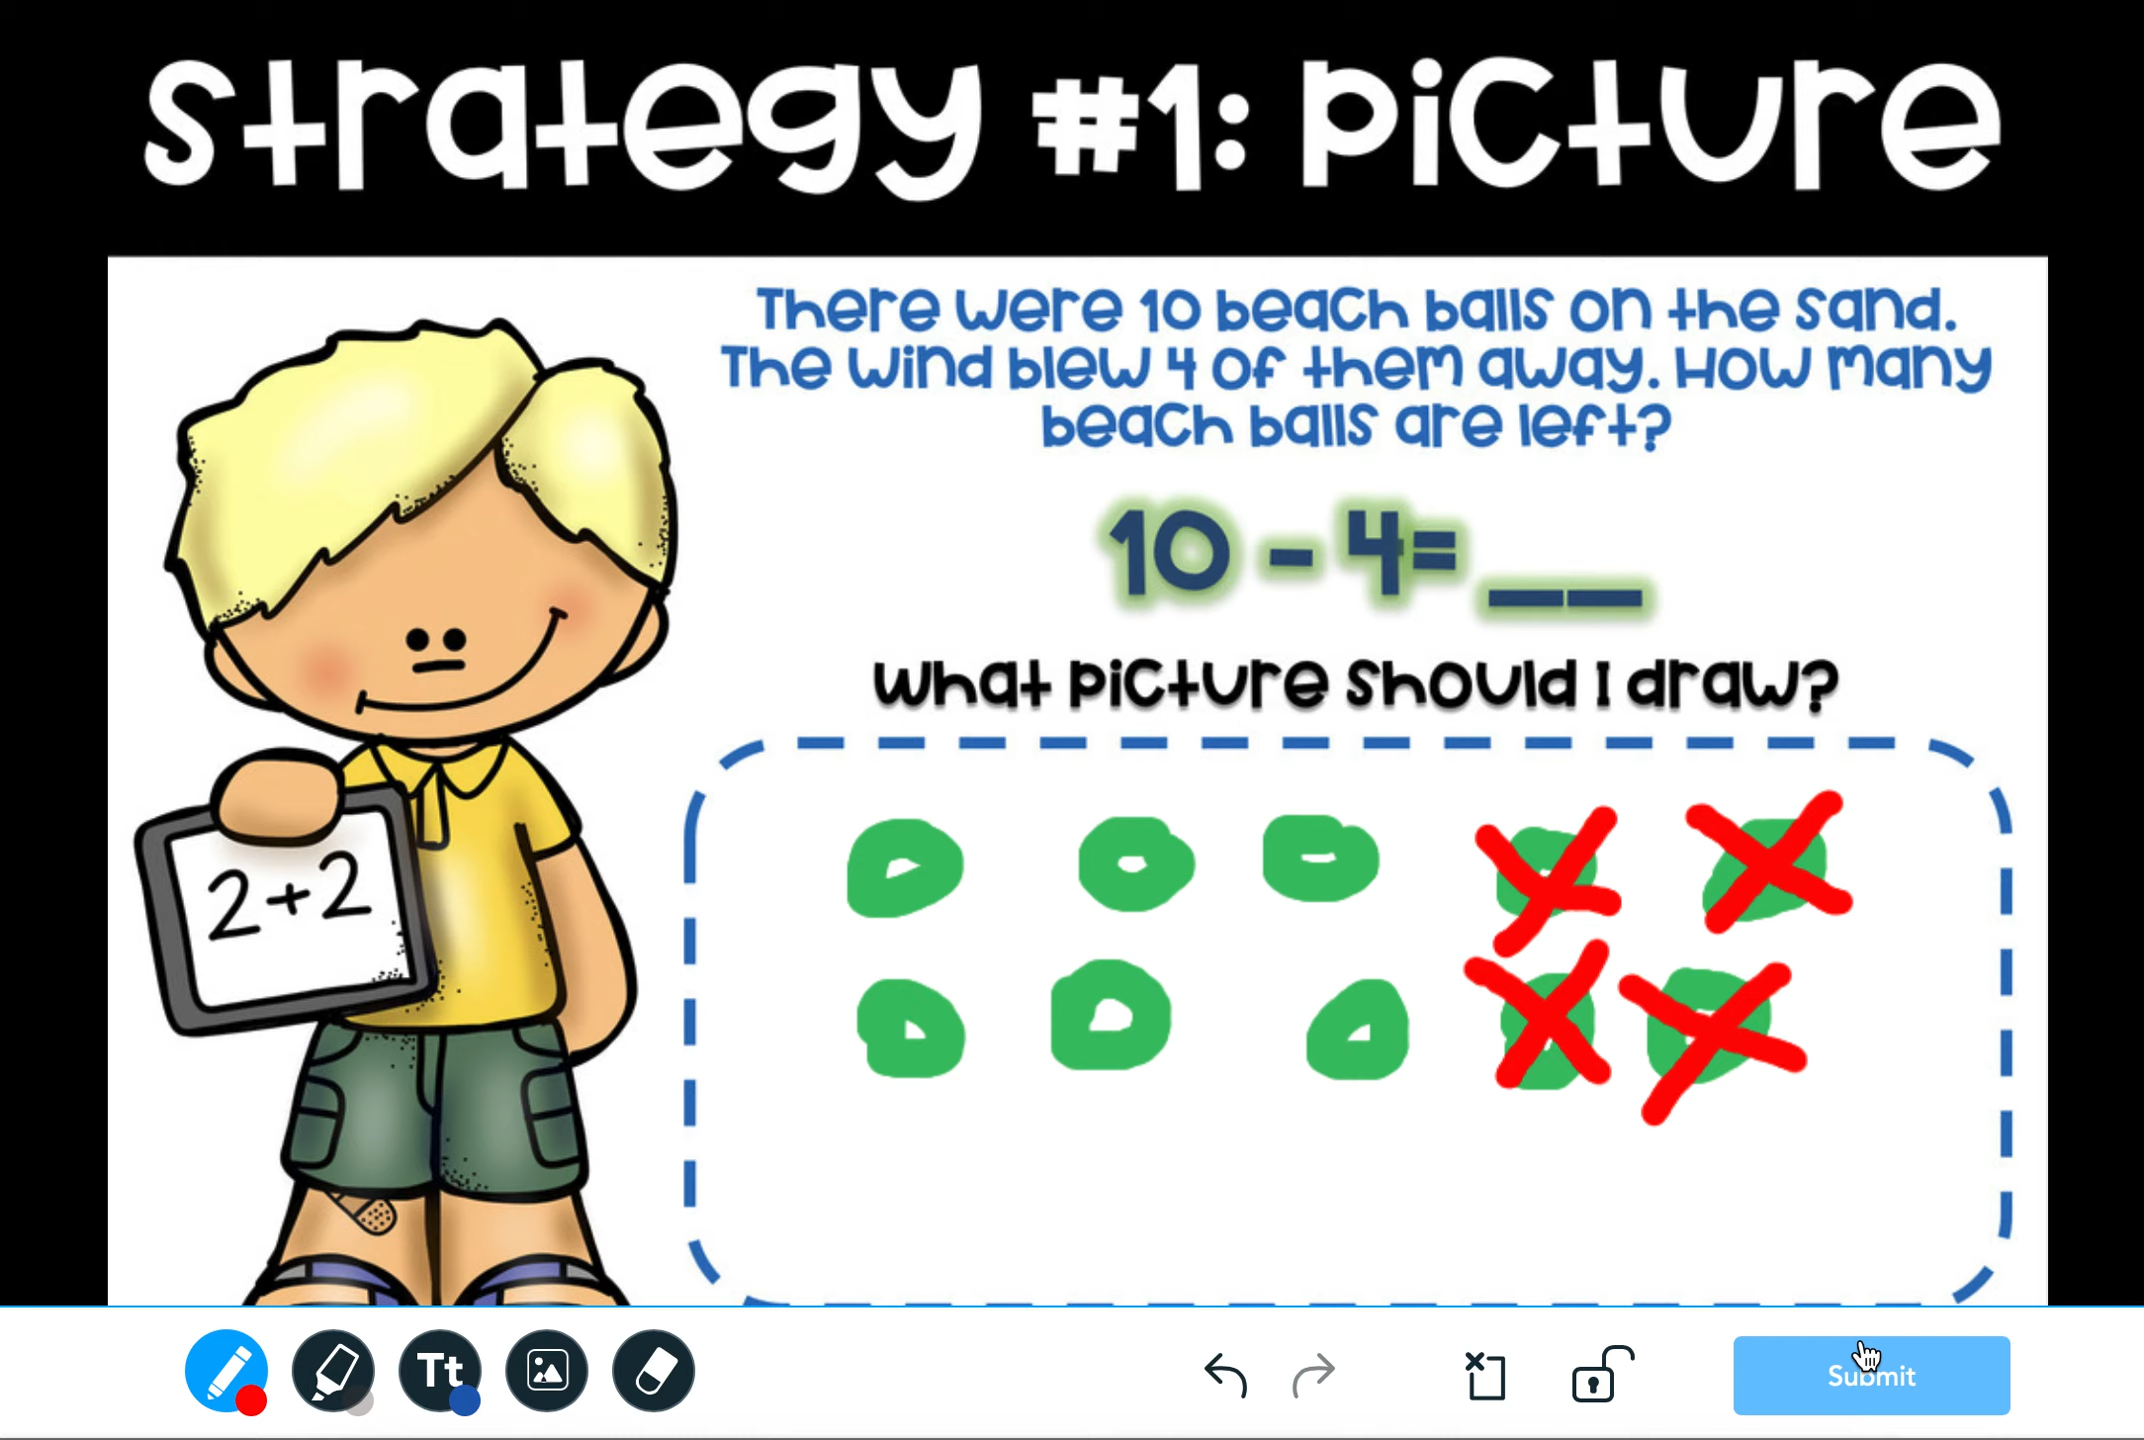 Strategy #1: Picture
There were 10 beach balls on the sand.
The wind blew 4 of them away. How many
beach balls are left?
10 - 4= __
What picture should I draw?
2+2
Tt
Submit